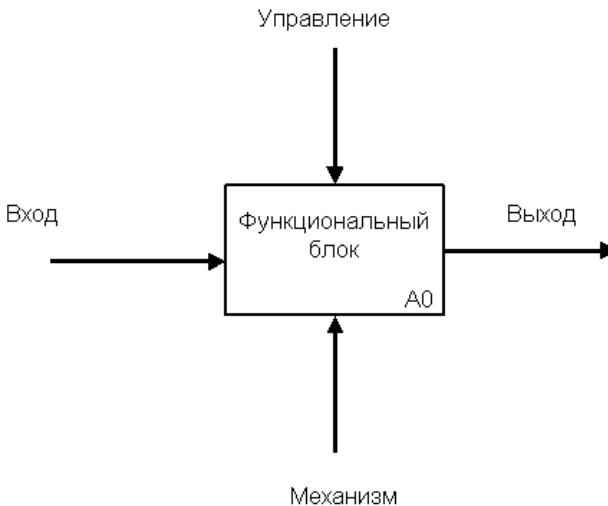 Управление
Вход
Функциональный
блок
Выход
A0
Механизм